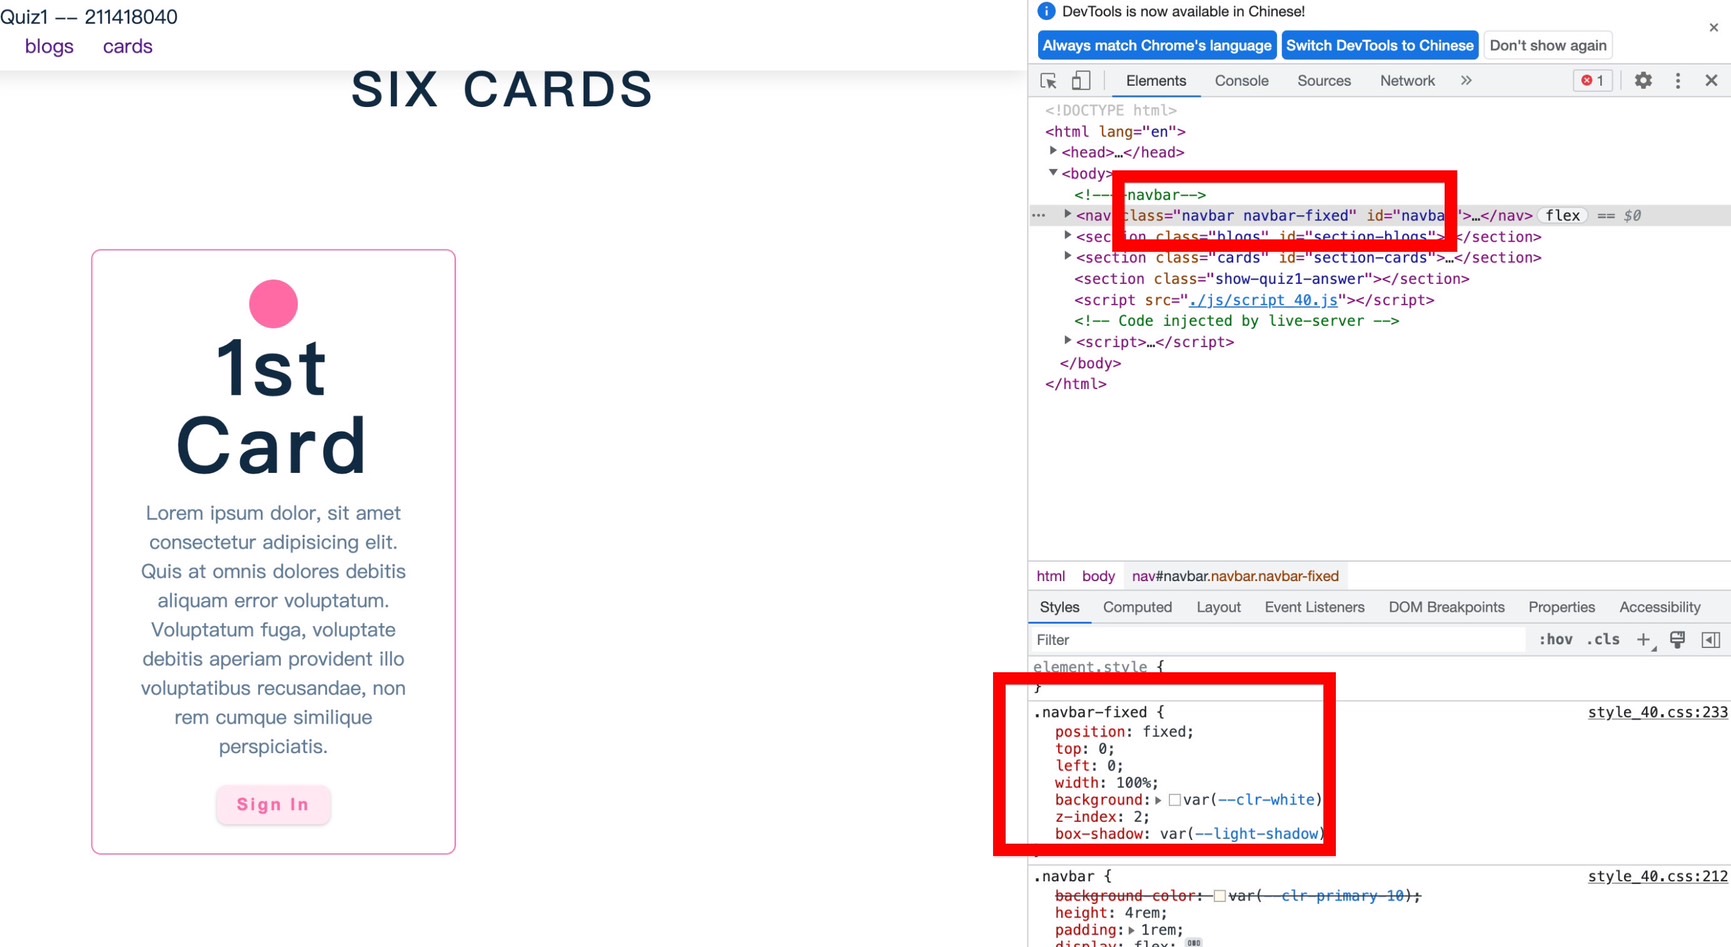 Quiz1 -- 211418040
blogs cards
SIX CARDS
1st
Card
Lorem ipsum dolor, sit amet
consectetur adipisicing elit.
Quis at omnis dolores debitis
aliquam error voluptatum.
Voluptatum fuga, voluptate
debitis aperiam provident illo
voluptatibus recusandae, non
rem cumque similique
perspiciatis.
Sign In
DevTools is now available in Chinese!
Always match Chrome's language Switch DevTools to Chinese Don't show again
Elements Console Sources Network 1
<!DOCTYPE html>
<html lang="en">
<head>…</head>
<body>
<!-- navbar-->
<nav class="navbar navbar-fixed" id="navbar">…</nav> flex == $0
<section class="blogs" id="section-blogs"> </section>
<section class="cards" id="section-cards">…</section>
<section class="show-quiz1-answer"></section>
<script src="./js/script_40.js"></script>
<!-- Code injected by live-server -->
<script>…</script>
</body>
</html>
html body nav#navbar.navbar.navbar-fixed
Styles Computed Layout Event Listeners DOM Breakpoints Properties Accessibility
Filter :hov .cls +
element.style {
}
.navbar-fixed { style_40.css:233
position: fixed;
top: 0;
left: 0;
width: 100%;
background: var(--clr-white)
z-index: 2;
box-shadow: var(--light-shadow)
.navbar { style_40.css:212
background-color: var(--clr-primary-10);
height: 4rem;
padding: 1rem;
display: flex;